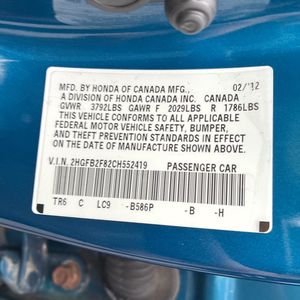 MFD. BY HONDA OF CANADA MFG., 02/12
A DIVISION OF HONDA CANADA INC. CANADA
GVWR 3792LBS GAWR F 2029LBS R 1786LBS
THIS VEHICLE CONFORMS TO ALL APPLICABLE
FEDERAL MOTOR VEHICLE SAFETY, BUMPER,
AND THEFT PREVENTION STANDARDS IN EFFECT
ON THE DATE OF MANUFACTURE SHOWN ABOVE.
V.I.N. 2HGFB2F82CH552419 PASSENGER CAR
TR6 C LC9 -B586P -B -H